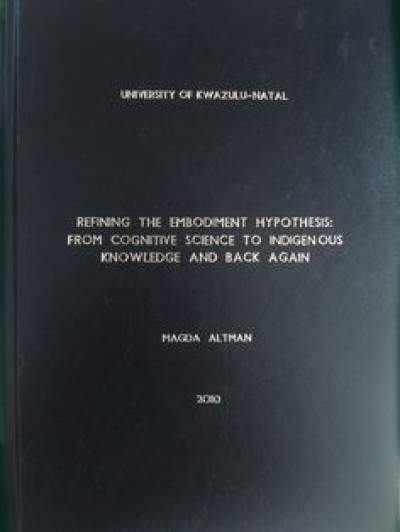 UNIVERSITY OF KWAZULU-NATAL
REFINING THE EMBODIMENT HYPOTHESIS:
FROM COGNITIVE SCIENCE TO INDIGENOUS
KNOWLEDGE AND BACK AGAIN
MAGDA ALTMAN
2010